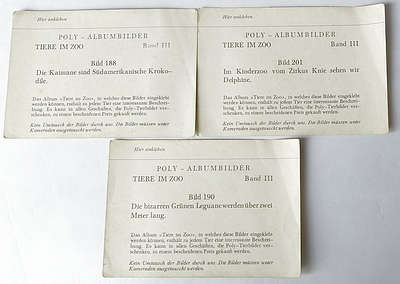 Hier ankleben
POLY – ALBUMBILDER
TIERE IM ZOO Band III
Bild 188
Die Kaimane sind Südamerikanische Kroko-
dile.
Das Album «Tiere im Zoo», in welches diese Bilder eingeklebt
werden können, enthält zu jedem Tier eine interessante Beschrei-
bung. Es kann in allen Geschäften, die Poly-Tierbilder ver-
schenken, zu einem bescheidenen Preis gekauft werden.
Kein Umtausch der Bilder durch uns. Die Bilder müssen unter
Kameraden ausgetauscht werden.
Hier ankleben
POLY – ALBUMBILDER
TIERE IM ZOO Band III
Bild 201
Im Kinderzoo vom Zirkus Knie sehen wir
Delphine.
Das Album «Tiere im Zoo», in welches diese Bilder eingeklebt
werden können, enthält zu jedem Tier eine interessante Beschrei-
bung. Es kann in allen Geschäften, die Poly-Tierbilder ver-
schenken, zu einem bescheidenen Preis gekauft werden.
Kein Umtausch der Bilder durch uns. Die Bilder müssen unter
Kameraden ausgetauscht werden.
Hier ankleben
POLY – ALBUMBILDER
TIERE IM ZOO Band III
Bild 190
Die bizarren Grünen Leguane werden über zwei
Meter lang.
Das Album «Tiere im Zoo», in welches diese Bilder eingeklebt
werden können, enthält zu jedem Tier eine interessante Beschrei-
bung. Es kann in allen Geschäften, die Poly-Tierbilder ver-
schenken, zu einem bescheidenen Preis gekauft werden.
Kein Umtausch der Bilder durch uns. Die Bilder müssen unter
Kameraden ausgetauscht werden.